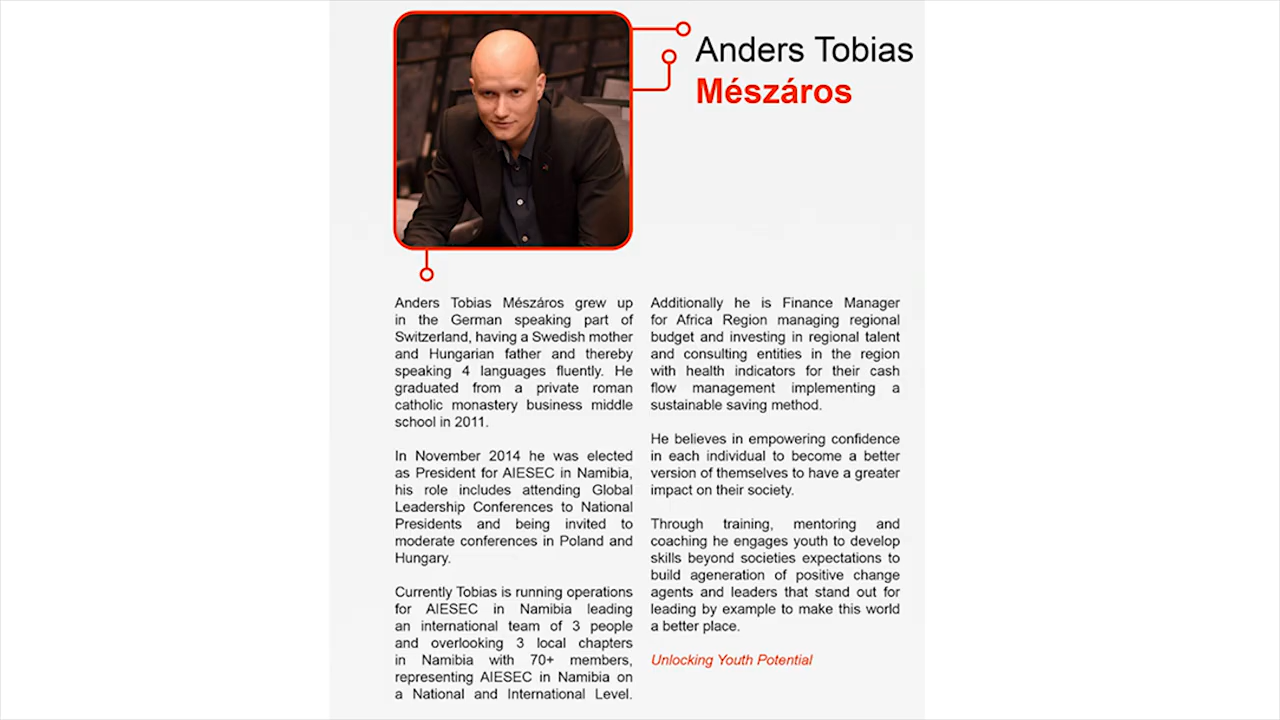 Anders Tobias
Mészáros
Anders Tobias Mészáros grew up
in the German speaking part of
Switzerland, having a Swedish mother
and Hungarian father and thereby
speaking 4 languages fluently. He
graduated from a private roman
catholic monastery business middle
school in 2011.
In November 2014 he was elected
as President for AIESEC in Namibia,
his role includes attending Global
Leadership Conferences to National
Presidents and being invited to
moderate conferences in Poland and
Hungary.
Currently Tobias is running operations
for AIESEC in Namibia leading
an international team of 3 people
and overlooking 3 local chapters
in Namibia with 70+ members,
representing AIESEC in Namibia on
a National and International Level.
Additionally he is Finance Manager
for Africa Region managing regional
budget and investing in regional talent
and consulting entities in the region
with health indicators for their cash
flow management implementing a
sustainable saving method.
He believes in empowering confidence
in each individual to become a better
version of themselves to have a greater
impact on their society.
Through training, mentoring and
coaching he engages youth to develop
skills beyond societies expectations to
build ageneration of positive change
agents and leaders that stand out for
leading by example to make this world
a better place.
Unlocking Youth Potential